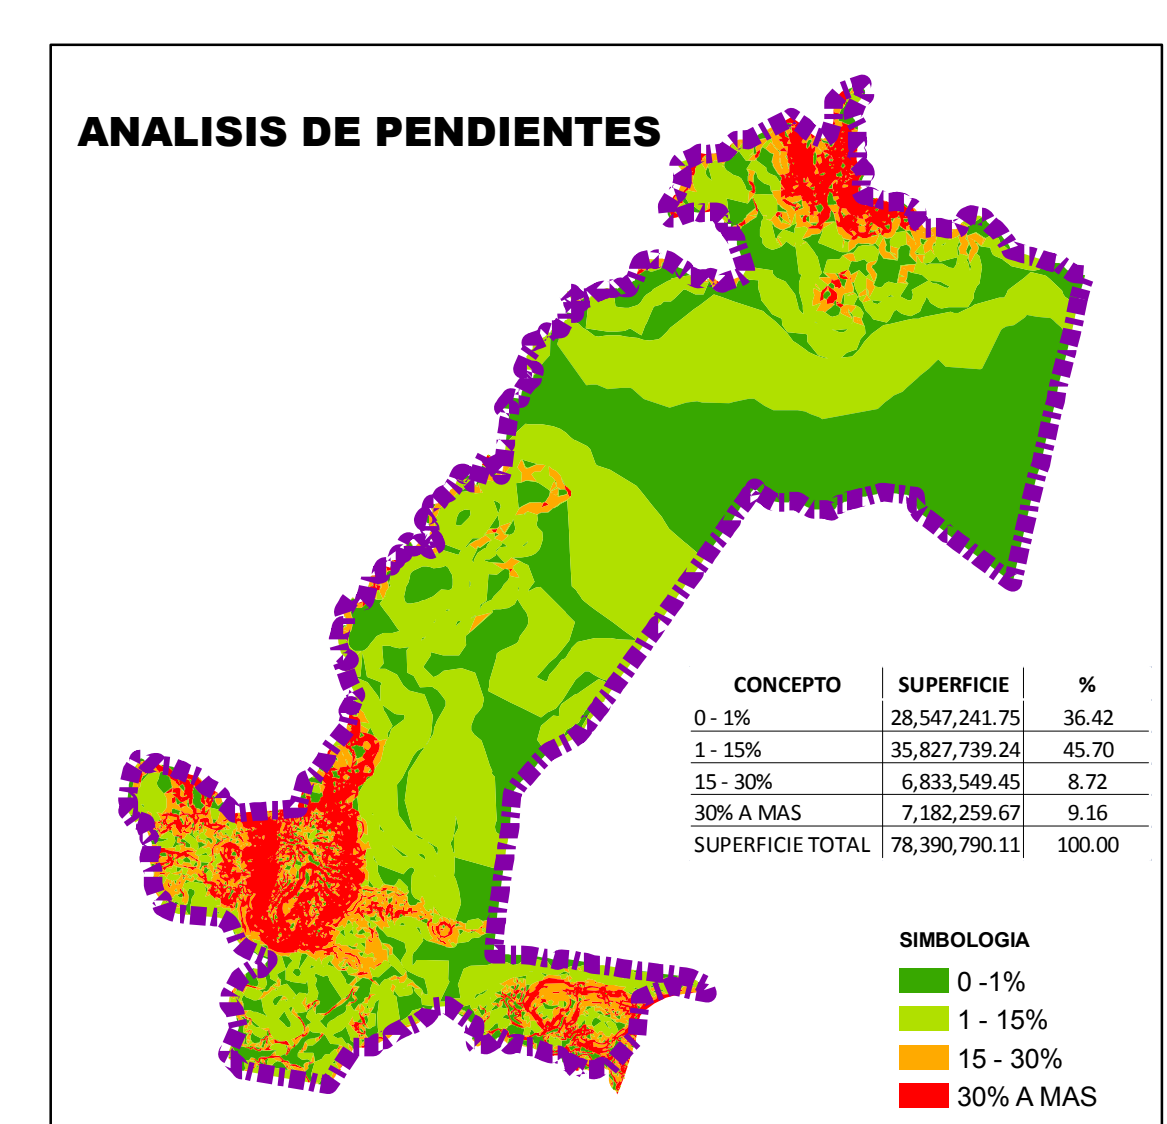 ANALISIS DE PENDIENTES
CONCEPTO SUPERFICIE %
0 - 1% 28,547,241.75 36.42
1 - 15% 35,827,739.24 45.70
15 - 30% 6,833,549.45 8.72
30% A MAS 7,182,259.67 9.16
SUPERFICIE TOTAL 78,390,790.11 100.00
SIMBOLOGIA
0 -1%
1 - 15%
15 - 30%
30% A MAS